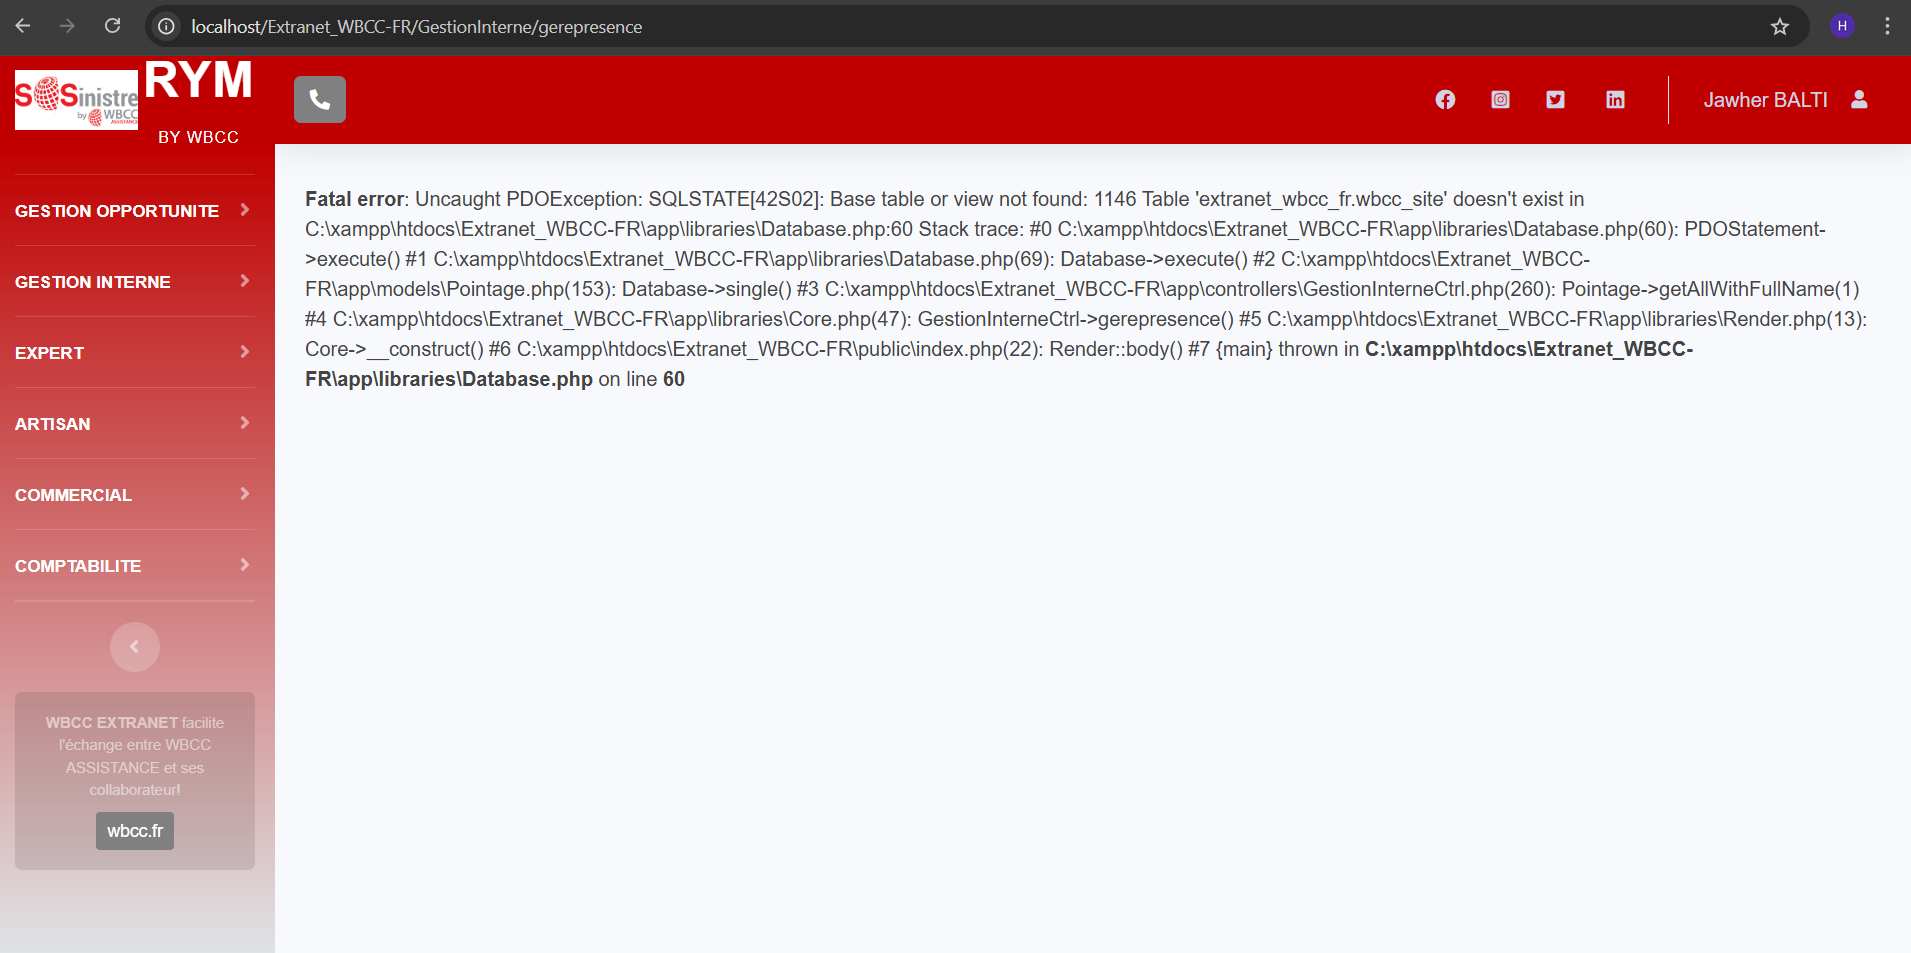 localhost/Extranet_WBCC-FR/GestionInterne/gerepresence
H
SOSinistre
by WBCC
ASSISTANCE
RYM
BY WBCC
Jawher BALTI
GESTION OPPORTUNITE
GESTION INTERNE
EXPERT
ARTISAN
COMMERCIAL
COMPTABILITE
WBCC EXTRANET facilite
l'échange entre WBCC
ASSISTANCE et ses
collaborateur!
wbcc.fr
Fatal error: Uncaught PDOException: SQLSTATE[42S02]: Base table or view not found: 1146 Table 'extranet_wbcc_fr.wbcc_site' doesn't exist in
C:\xampp\htdocs\Extranet_WBCC-FR\app\libraries\Database.php:60 Stack trace: #0 C:\xampp\htdocs\Extranet_WBCC-FR\app\libraries\Database.php(60): PDOStatement-
>execute() #1 C:\xampp\htdocs\Extranet_WBCC-FR\app\libraries\Database.php(69): Database->execute() #2 C:\xampp\htdocs\Extranet_WBCC-
FR\app\models\Pointage.php(153): Database->single() #3 C:\xampp\htdocs\Extranet_WBCC-FR\app\controllers\GestionInterneCtrl.php(260): Pointage->getAllWithFullName(1)
#4 C:\xampp\htdocs\Extranet_WBCC-FR\app\libraries\Core.php(47): GestionInterneCtrl->gerepresence() #5 C:\xampp\htdocs\Extranet_WBCC-FR\app\libraries\Render.php(13):
Core->__construct() #6 C:\xampp\htdocs\Extranet_WBCC-FR\public\index.php(22): Render::body() #7 {main} thrown in C:\xampp\htdocs\Extranet_WBCC-
FR\app\libraries\Database.php on line 60